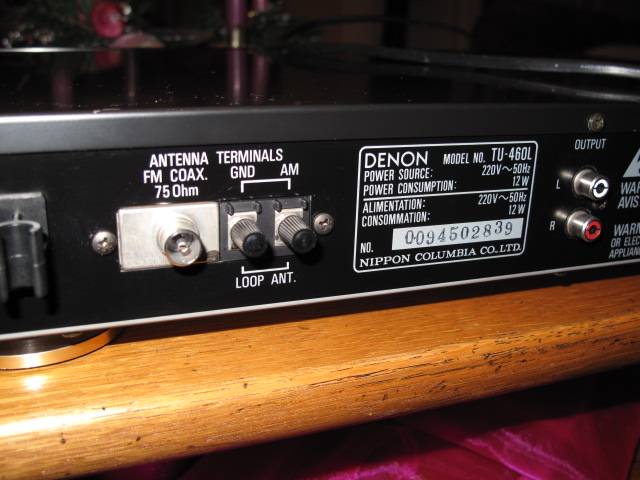 ANTENNA TERMINALS
FM COAX. GND AM
75 Ohm
LOOP ANT.
DENON MODEL NO. TU-460L
POWER SOURCE: 220V～50Hz
POWER CONSUMPTION: 12W
ALIMENTATION: 220V～50Hz
CONSOMMATION: 12W
NO. 0094502839
NIPPON COLUMBIA CO.,LTD.
OUTPUT
L
R
WAR
AVIS
WARN
OR ELEC
APPLIAN